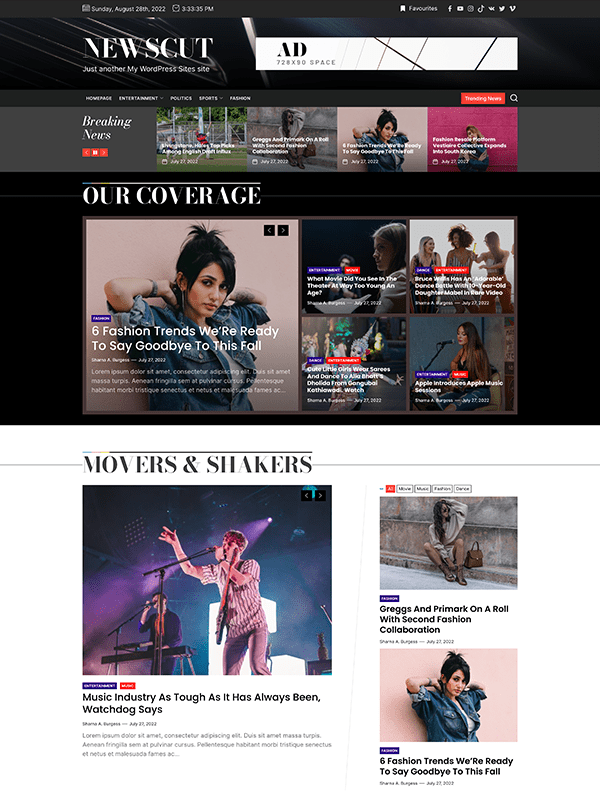 Sunday, August 28th, 2022
3:33:35 PM
Favourites
NEWSCUT
Just another My WordPress Sites site
AD
728X90 SPACE
HOMEPAGE ENTERTAINMENT POLITICS SPORTS FASHION
Trending News
Breaking
News
Livingstone, Hales Top Picks
Among English Draft Influx
July 27, 2022
Greggs And Primark On A Roll
With Second Fashion
Collaboration
July 27, 2022
6 Fashion Trends We'Re Ready
To Say Goodbye To This Fall
July 27, 2022
Fashion Resale Platform
Vestiaire Collective Expands
Into South Korea
July 27, 2022
OUR COVERAGE
FASHION
6 Fashion Trends We'Re Ready
To Say Goodbye To This Fall
Sharna A. Burgess — July 27, 2022
Lorem ipsum dolor sit amet, consectetur adipiscing elit. Duis sit amet
massa turpis. Aenean fringilla sem at pulvinar cursus. Pellentesque
habitant morbi tristique senectus et netus et malesuada fames ac...
ENTERTAINMENT MOVIE
What Movie Did You See In The
Theater At Way Too Young An
Age?
Sharna A. Burgess — July 27, 2022
DANCE ENTERTAINMENT
Bruce Wells Has An 'Adorable'
Dance Battle With 10-Year-Old
Daughter Mabel In Rare Video
Sharna A. Burgess — July 27, 2022
DANCE ENTERTAINMENT
Cute Little Girls Wear Sarees
And Dance To Alia Bhatt's
Dholida From Gangubai
Kathiawadi. Watch
Sharna A. Burgess — July 27, 2022
ENTERTAINMENT MUSIC
Apple Introduces Apple Music
Sessions
Sharna A. Burgess — July 27, 2022
MOVERS & SHAKERS
ENTERTAINMENT MUSIC
Music Industry As Tough As It Has Always Been,
Watchdog Says
Sharna A. Burgess — July 27, 2022
Lorem ipsum dolor sit amet, consectetur adipiscing elit. Duis sit amet massa turpis.
Aenean fringilla sem at pulvinar cursus. Pellentesque habitant morbi tristique senectus et
netus et malesuada fames ac...
All Movie Music Fashion Dance
FASHION
Greggs And Primark On A Roll
With Second Fashion
Collaboration
Sharna A. Burgess — July 27, 2022
FASHION
6 Fashion Trends We'Re Ready
To Say Goodbye To This Fall
Sharna A. Burgess — July 27, 2022